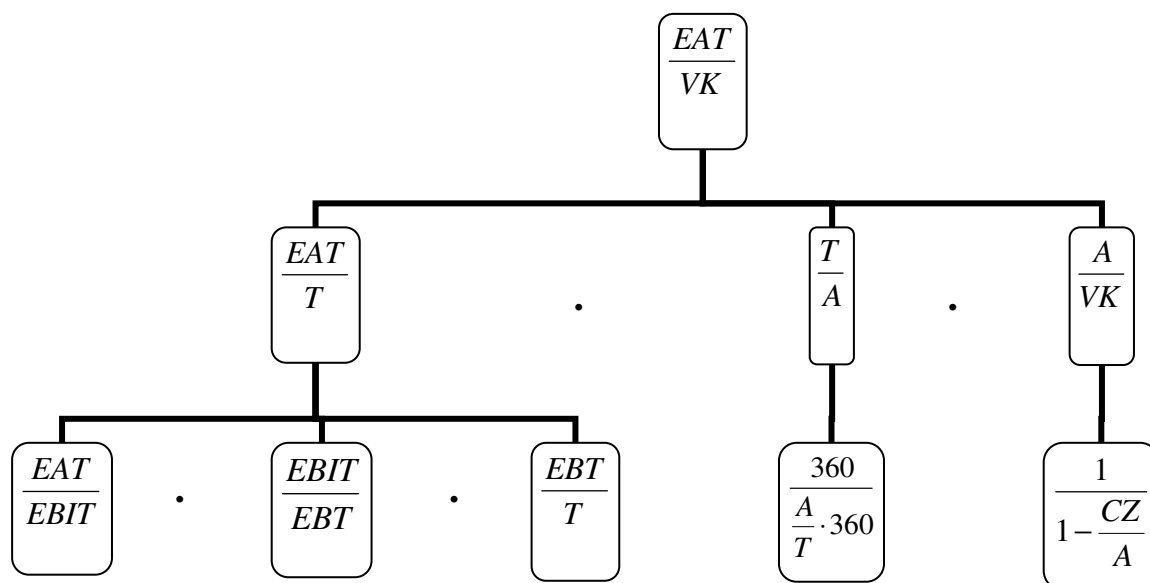 EAT/VK
EAT/T · T/A · A/VK
EAT/EBIT · EBIT/EBT · EBT/T 360/(A/T · 360) 1/(1 − CZ/A)